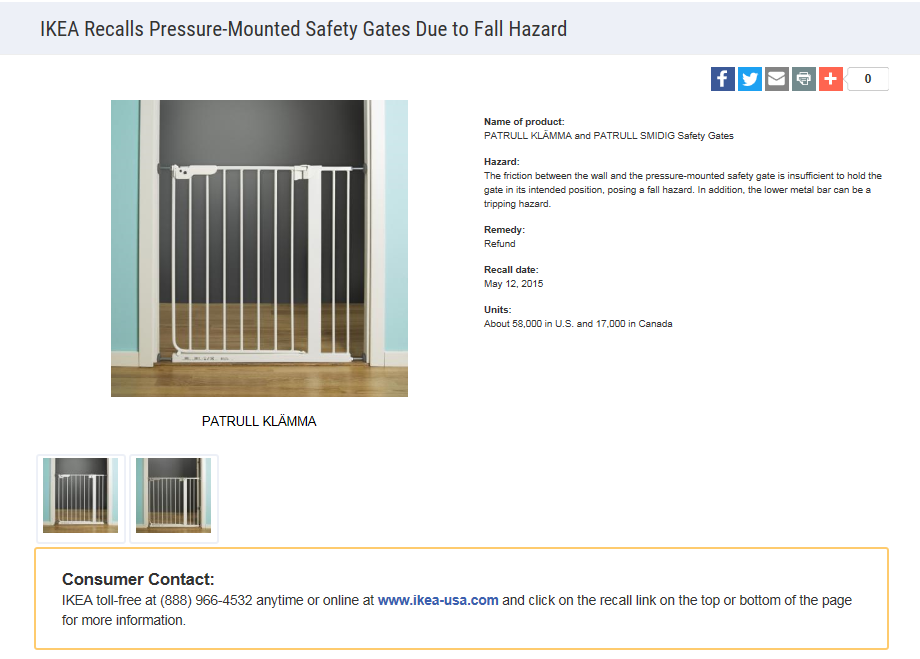 IKEA Recalls Pressure-Mounted Safety Gates Due to Fall Hazard
0
Name of product:
PATRULL KLÄMMA and PATRULL SMIDIG Safety Gates
Hazard:
The friction between the wall and the pressure-mounted safety gate is insufficient to hold the
gate in its intended position, posing a fall hazard. In addition, the lower metal bar can be a
tripping hazard.
Remedy:
Refund
Recall date:
May 12, 2015
Units:
About 58,000 in U.S. and 17,000 in Canada
PATRULL KLÄMMA
Consumer Contact:
IKEA toll-free at (888) 966-4532 anytime or online at www.ikea-usa.com and click on the recall link on the top or bottom of the page
for more information.